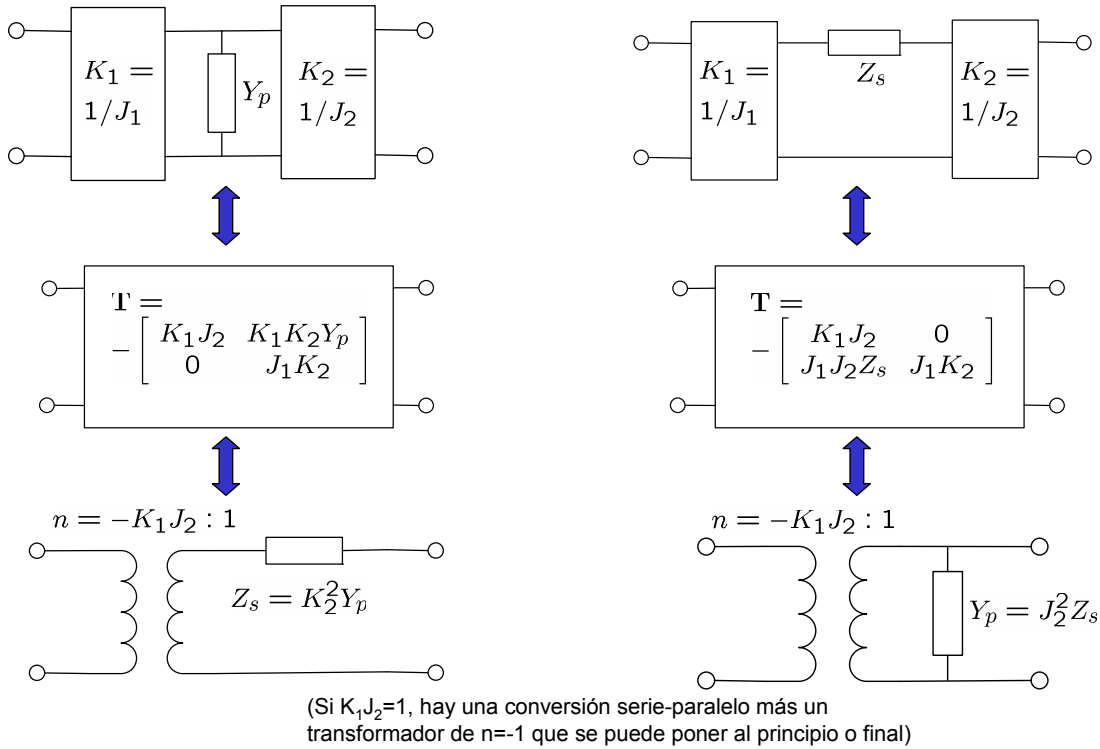 K₁ =
1/J₁
Yₚ
K₂ =
1/J₂
K₁ =
1/J₁
Zₛ
K₂ =
1/J₂
T =
− [ K₁J₂ K₁K₂Yₚ
0 J₁K₂ ]
T =
− [ K₁J₂ 0
J₁J₂Zₛ J₁K₂ ]
n = −K₁J₂ : 1
Zₛ = K₂²Yₚ
n = −K₁J₂ : 1
Yₚ = J₂²Zₛ
(Si K₁J₂=1, hay una conversión serie-paralelo más un
transformador de n=-1 que se puede poner al principio o final)